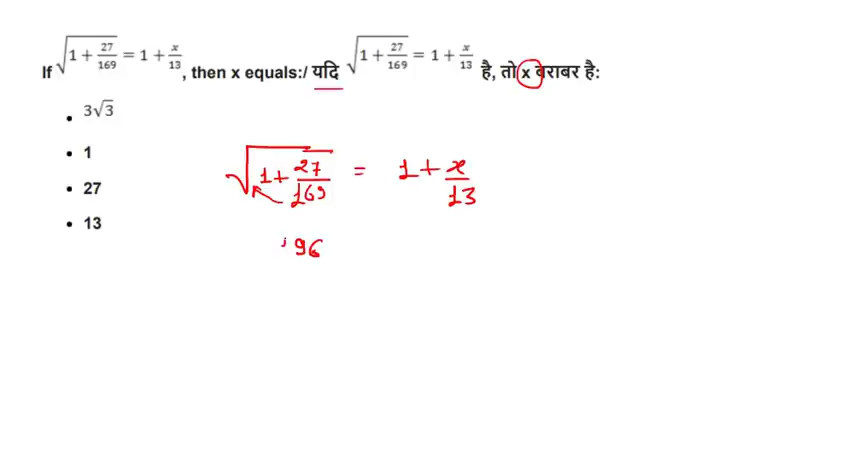 If √(1 + 27/169) = 1 + x/13, then x equals:/ यदि √(1 + 27/169) = 1 + x/13 है, तो x बराबर है:
• 3√3
• 1
• 27
• 13
√(1 + 27/169) = 1 + x/13
196